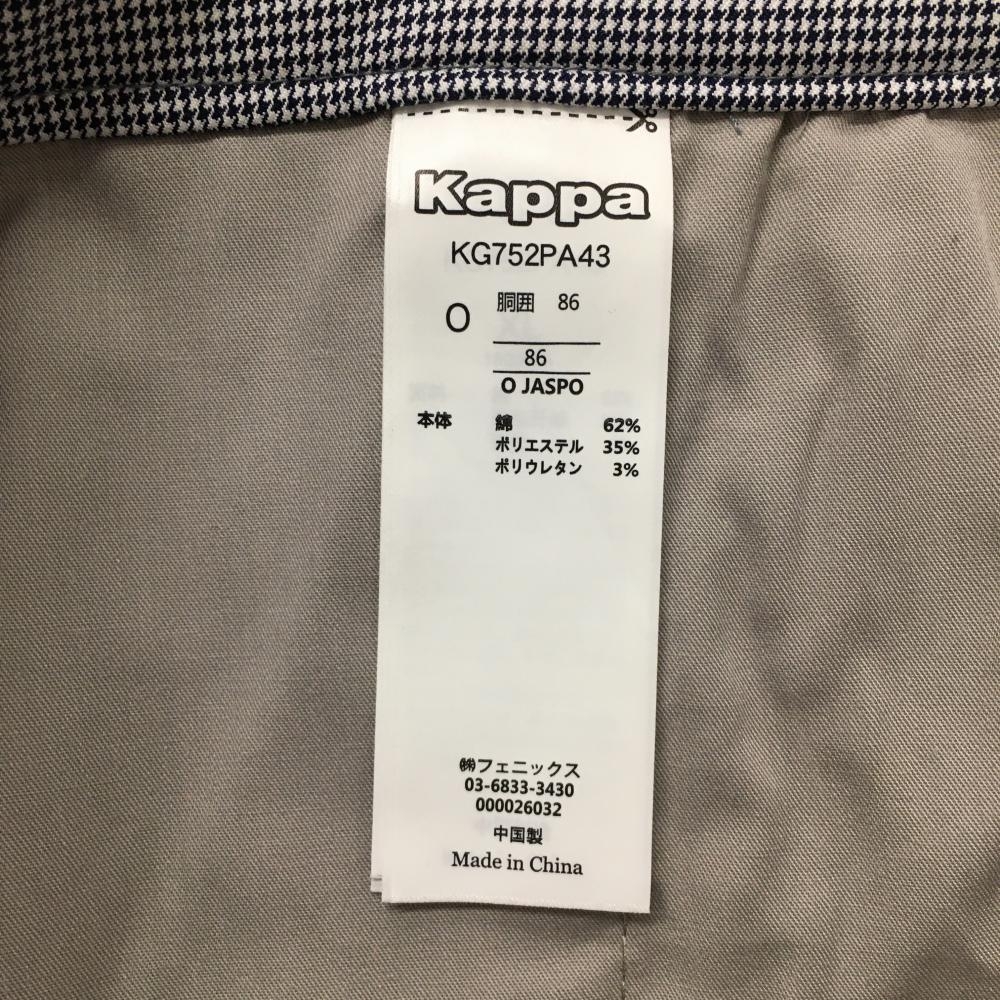 Kappa
KG752PA43
O 胴囲 86
86
O JASPO
本体 綿 62%
ポリエステル 35%
ポリウレタン 3%
㈱フェニックス
03-6833-3430
000026032
中国製
Made in China